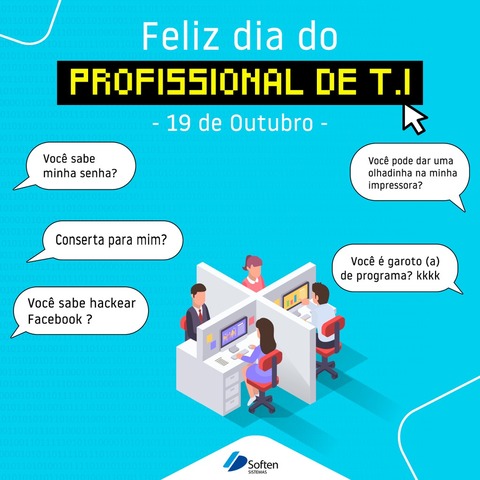 Feliz dia do
PROFISSIONAL DE T.I
- 19 de Outubro -
Você sabe
minha senha?
Você pode dar uma
olhadinha na minha
impressora?
Conserta para mim?
Você é garoto (a)
de programa? kkkk
Você sabe hackear
Facebook ?
Soften
SISTEMAS